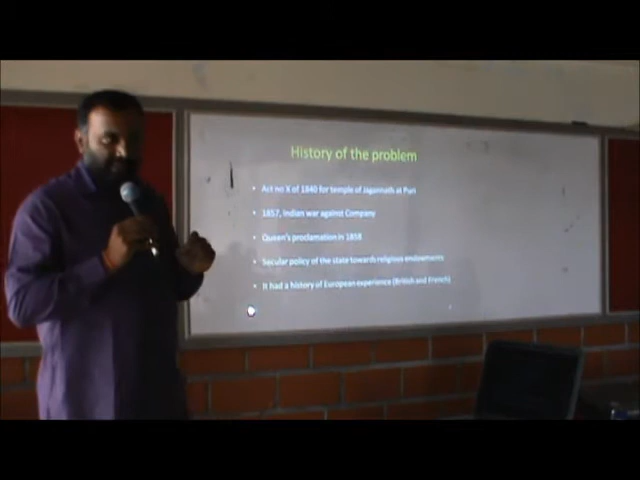 History of the problem
• Act no X of 1840 for temple of Jagannath at Puri
• 1857, Indian war against Company
• Queen's proclamation in 1858
• Secular policy of the state towards religious endowments
• It had a history of European experience (British and French)